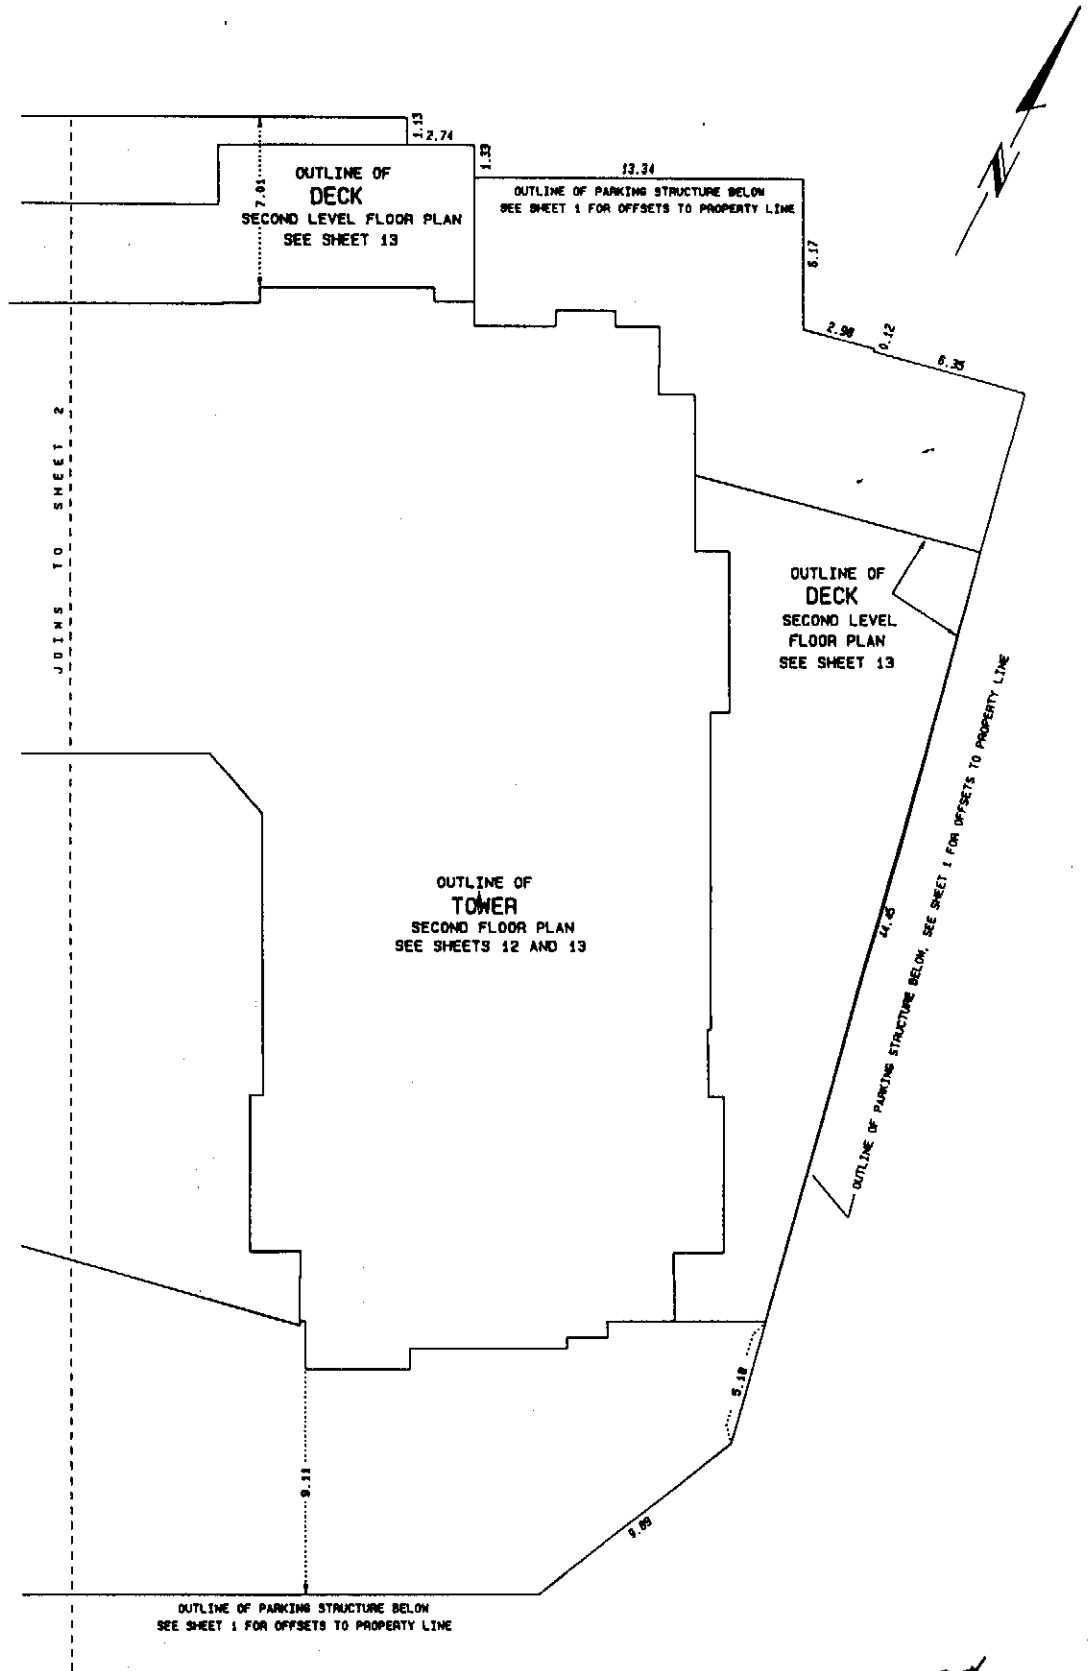 N
1.13
2.74
1.33
13.34
7.01
OUTLINE OF
DECK
SECOND LEVEL FLOOR PLAN
SEE SHEET 13
OUTLINE OF PARKING STRUCTURE BELOW
SEE SHEET 1 FOR OFFSETS TO PROPERTY LINE
6.17
2.98
0.12
6.35
JOINS TO SHEET 2
OUTLINE OF
DECK
SECOND LEVEL
FLOOR PLAN
SEE SHEET 13
OUTLINE OF PARKING STRUCTURE BELOW, SEE SHEET 1 FOR OFFSETS TO PROPERTY LINE
44.45
OUTLINE OF
TOWER
SECOND FLOOR PLAN
SEE SHEETS 12 AND 13
5.18
9.11
9.89
OUTLINE OF PARKING STRUCTURE BELOW
SEE SHEET 1 FOR OFFSETS TO PROPERTY LINE